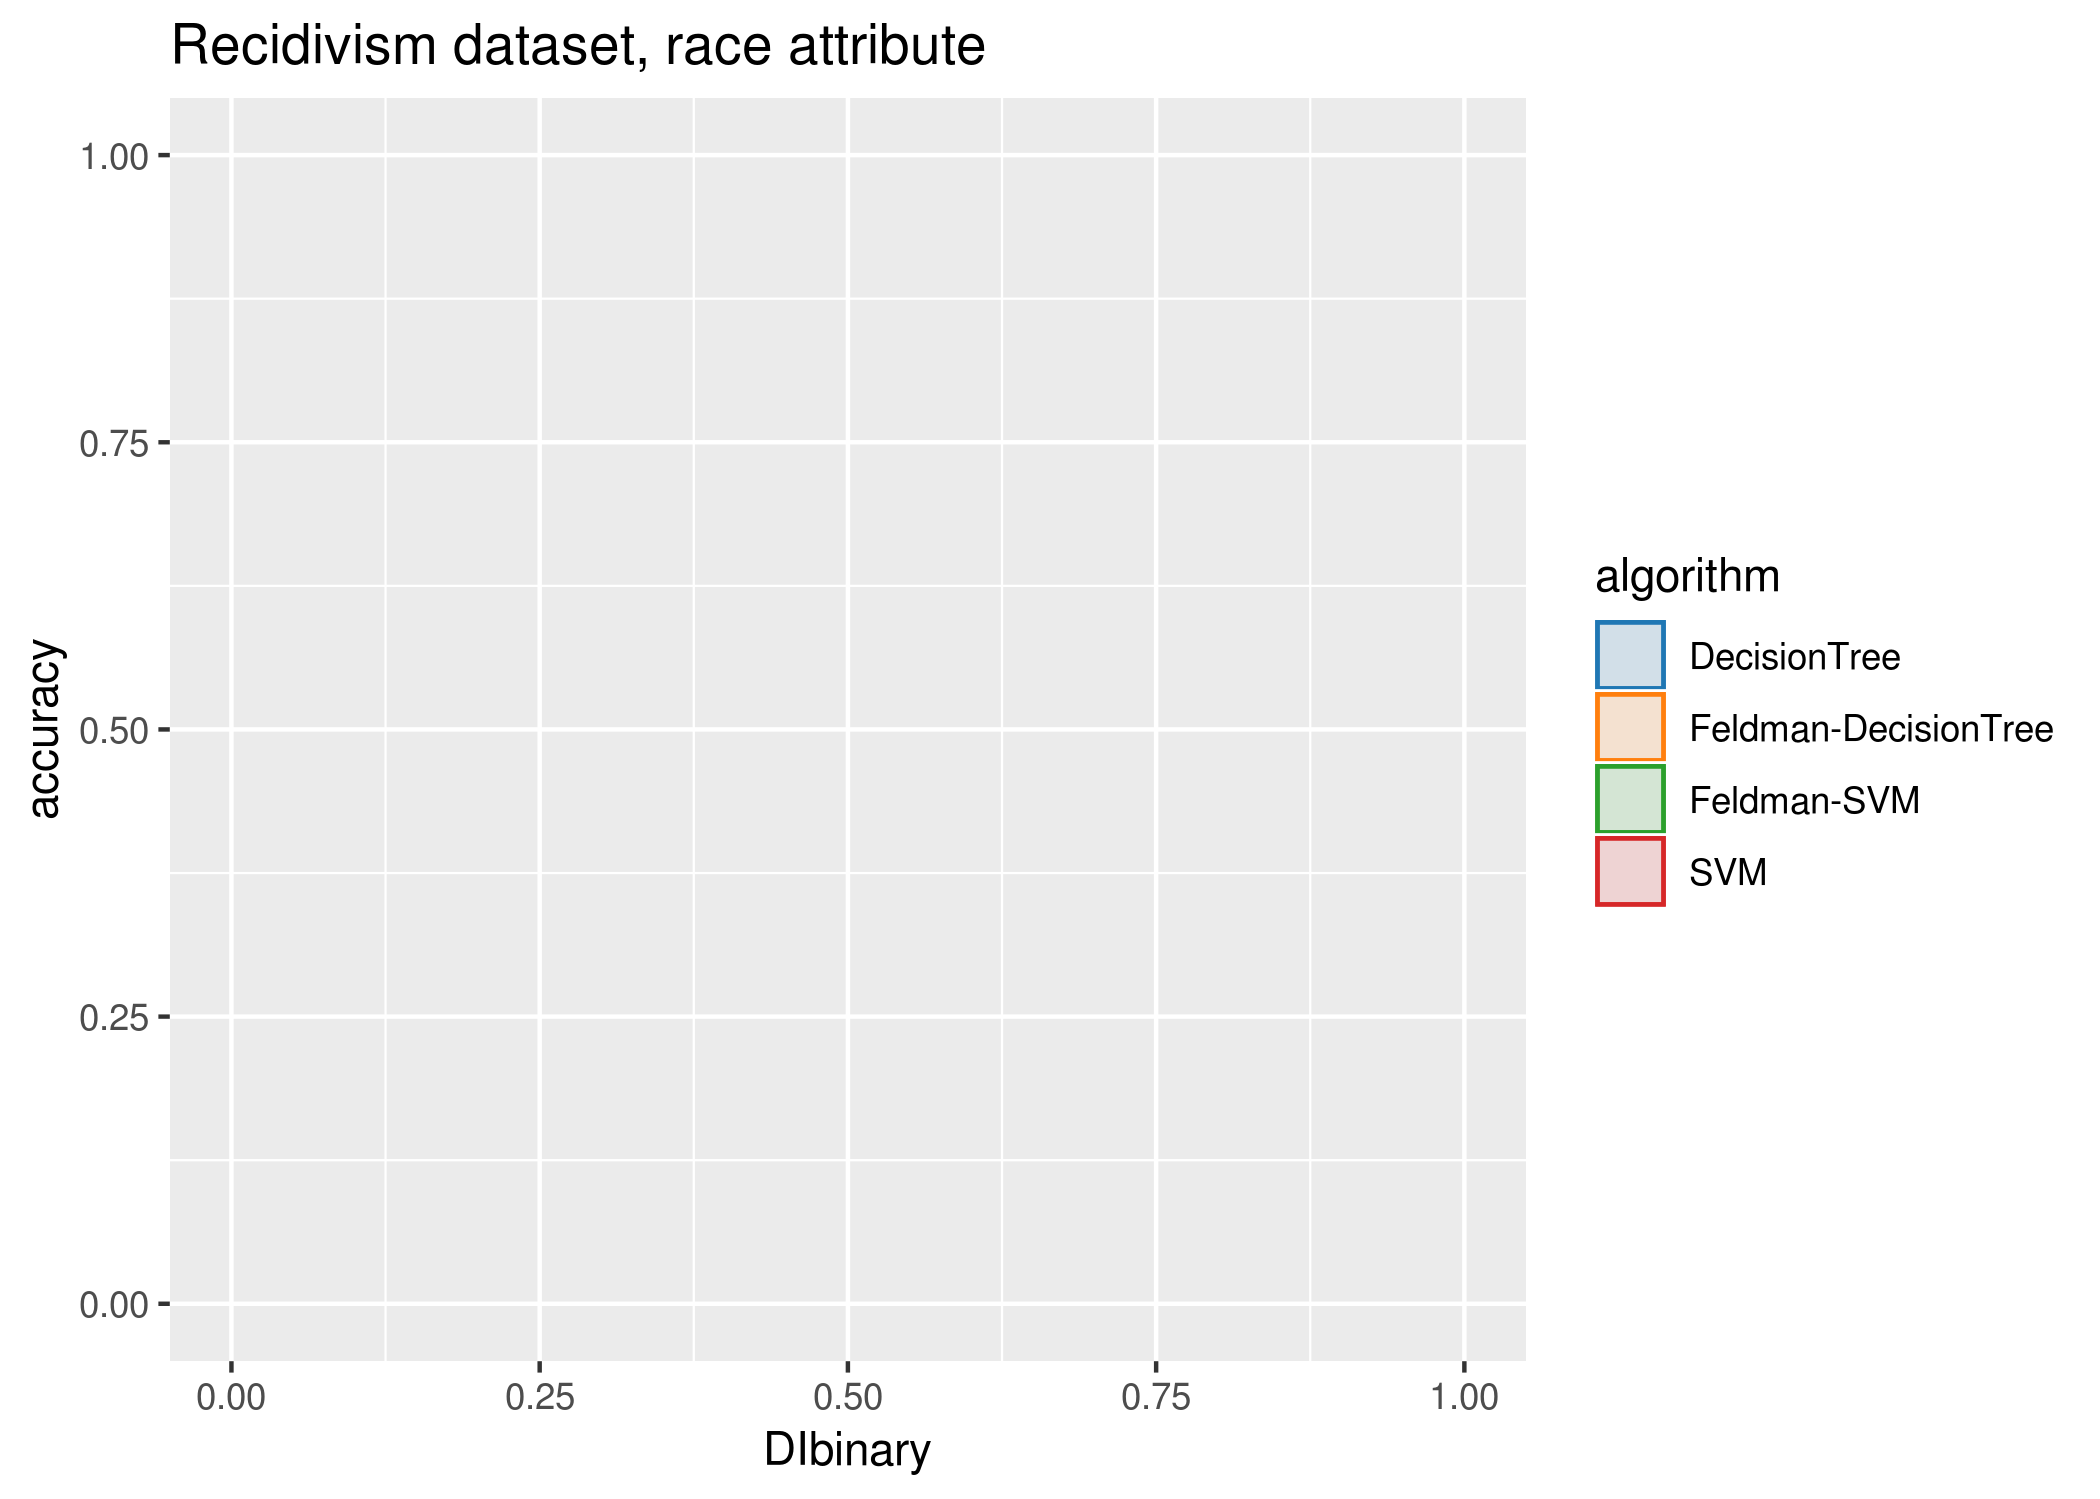 Recidivism dataset, race attribute
1.00
0.75
0.50
0.25
0.00
accuracy
0.00 0.25 0.50 0.75 1.00
DIbinary
algorithm
DecisionTree
Feldman-DecisionTree
Feldman-SVM
SVM